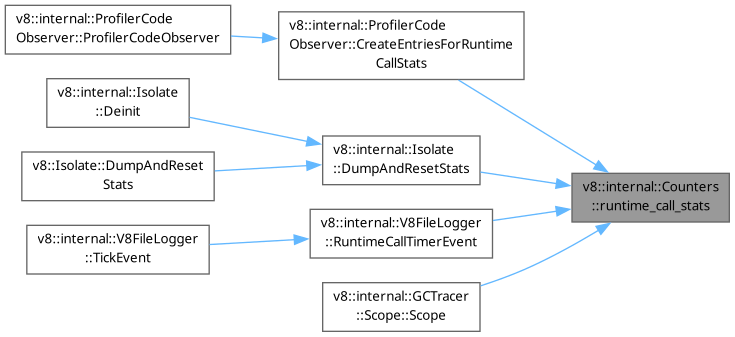 v8::internal::ProfilerCode
Observer::ProfilerCodeObserver
v8::internal::ProfilerCode
Observer::CreateEntriesForRuntime
CallStats
v8::internal::Isolate
::Deinit
v8::Isolate::DumpAndReset
Stats
v8::internal::Isolate
::DumpAndResetStats
v8::internal::Counters
::runtime_call_stats
v8::internal::V8FileLogger
::TickEvent
v8::internal::V8FileLogger
::RuntimeCallTimerEvent
v8::internal::GCTracer
::Scope::Scope